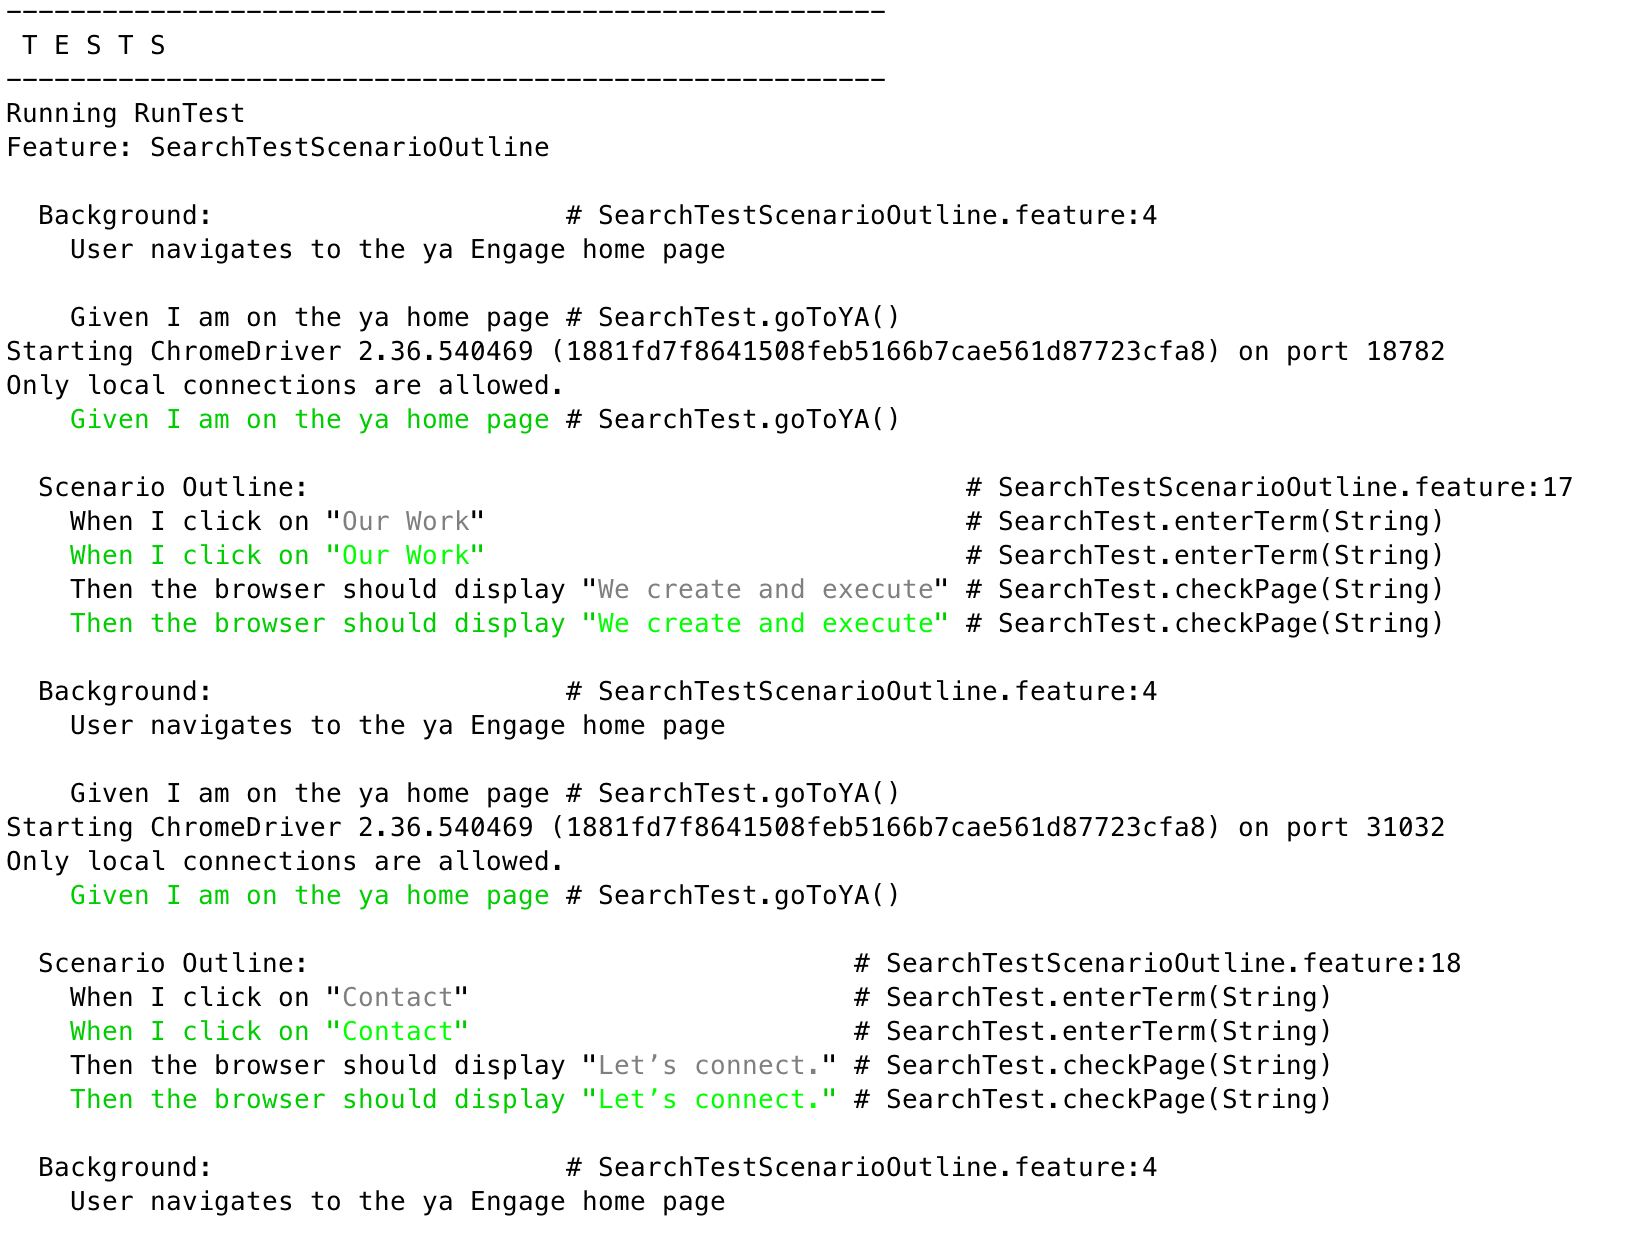 -------------------------------------------------------
 T E S T S
-------------------------------------------------------
Running RunTest
Feature: SearchTestScenarioOutline

  Background:                      # SearchTestScenarioOutline.feature:4
    User navigates to the ya Engage home page

    Given I am on the ya home page # SearchTest.goToYA()
Starting ChromeDriver 2.36.540469 (1881fd7f8641508feb5166b7cae561d87723cfa8) on port 18782
Only local connections are allowed.
    Given I am on the ya home page # SearchTest.goToYA()

  Scenario Outline:                                         # SearchTestScenarioOutline.feature:17
    When I click on "Our Work"                              # SearchTest.enterTerm(String)
    When I click on "Our Work"                              # SearchTest.enterTerm(String)
    Then the browser should display "We create and execute" # SearchTest.checkPage(String)
    Then the browser should display "We create and execute" # SearchTest.checkPage(String)

  Background:                      # SearchTestScenarioOutline.feature:4
    User navigates to the ya Engage home page

    Given I am on the ya home page # SearchTest.goToYA()
Starting ChromeDriver 2.36.540469 (1881fd7f8641508feb5166b7cae561d87723cfa8) on port 31032
Only local connections are allowed.
    Given I am on the ya home page # SearchTest.goToYA()

  Scenario Outline:                                  # SearchTestScenarioOutline.feature:18
    When I click on "Contact"                        # SearchTest.enterTerm(String)
    When I click on "Contact"                        # SearchTest.enterTerm(String)
    Then the browser should display "Let’s connect." # SearchTest.checkPage(String)
    Then the browser should display "Let’s connect." # SearchTest.checkPage(String)

  Background:                      # SearchTestScenarioOutline.feature:4
    User navigates to the ya Engage home page